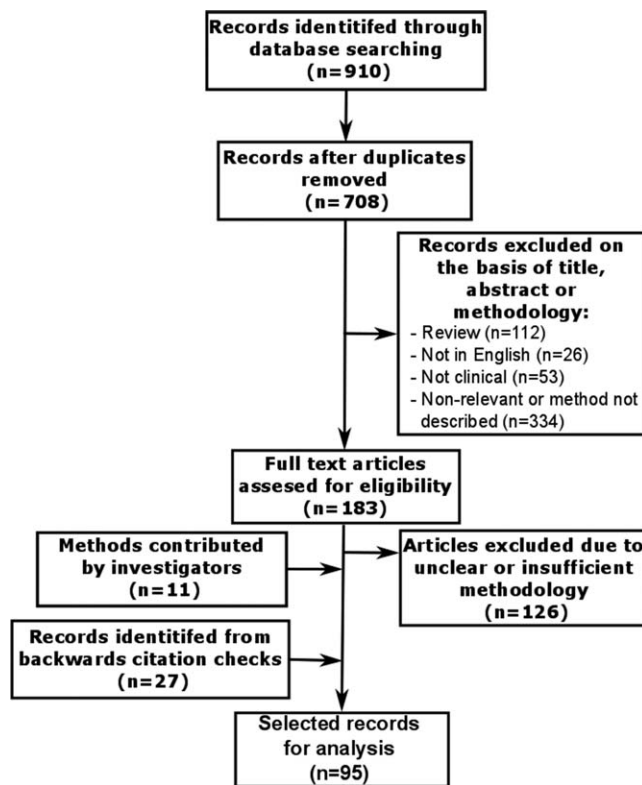 Records identitifed through
database searching
(n=910)
Records after duplicates
removed
(n=708)
Records excluded on
the basis of title,
abstract or
methodology:
- Review (n=112)
- Not in English (n=26)
- Not clinical (n=53)
- Non-relevant or method not
described (n=334)
Full text articles
assesed for eligibility
(n=183)
Methods contributed
by investigators
(n=11)
Articles excluded due to
unclear or insufficient
methodology
(n=126)
Records identitifed from
backwards citation checks
(n=27)
Selected records
for analysis
(n=95)